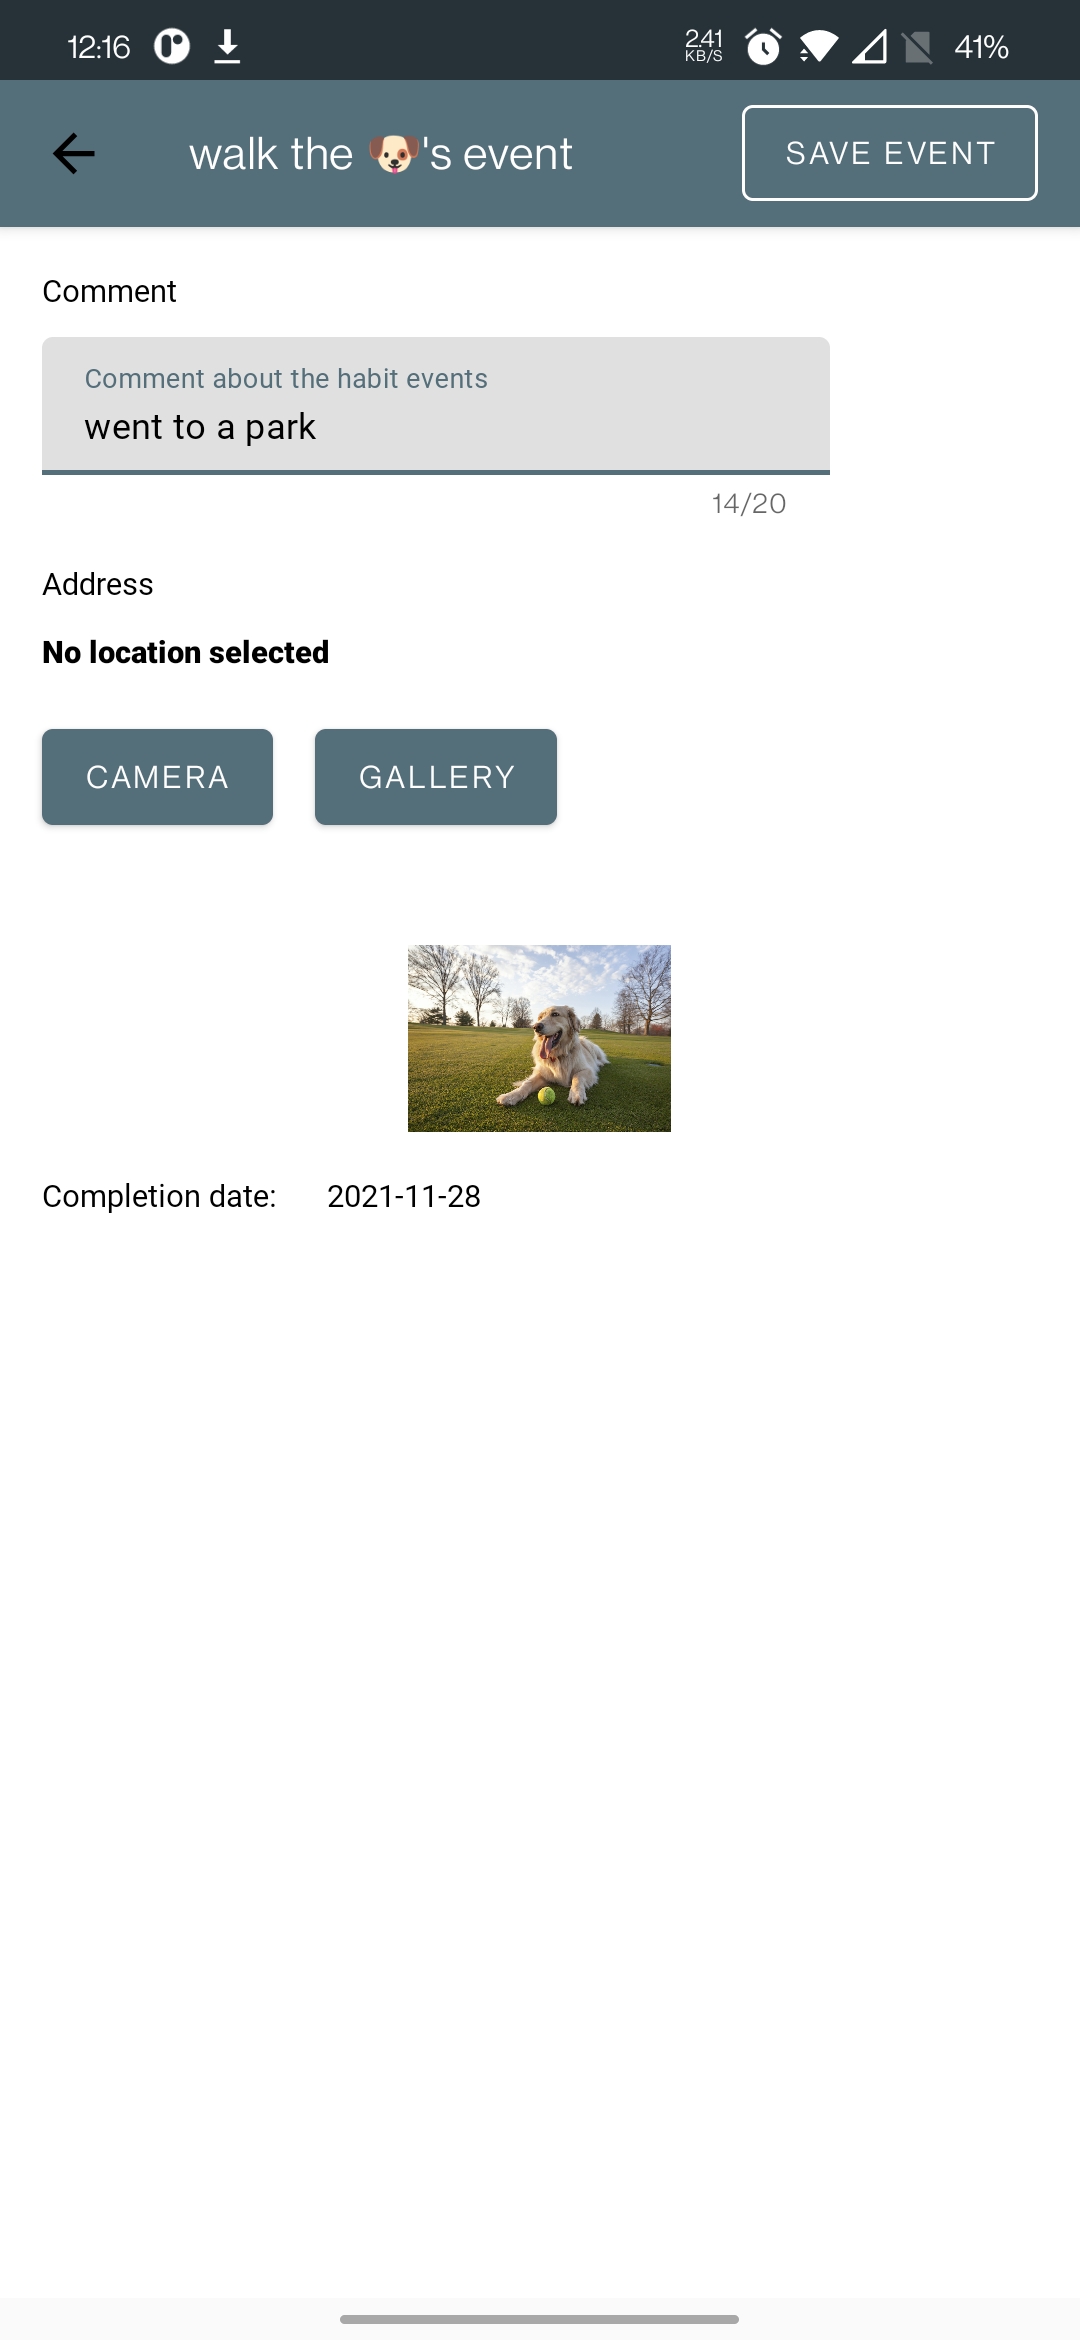 12:16 2.41 KB/S 41%
walk the 🐶's event SAVE EVENT
Comment
Comment about the habit events
went to a park
14/20
Address
No location selected
CAMERA GALLERY
Completion date: 2021-11-28